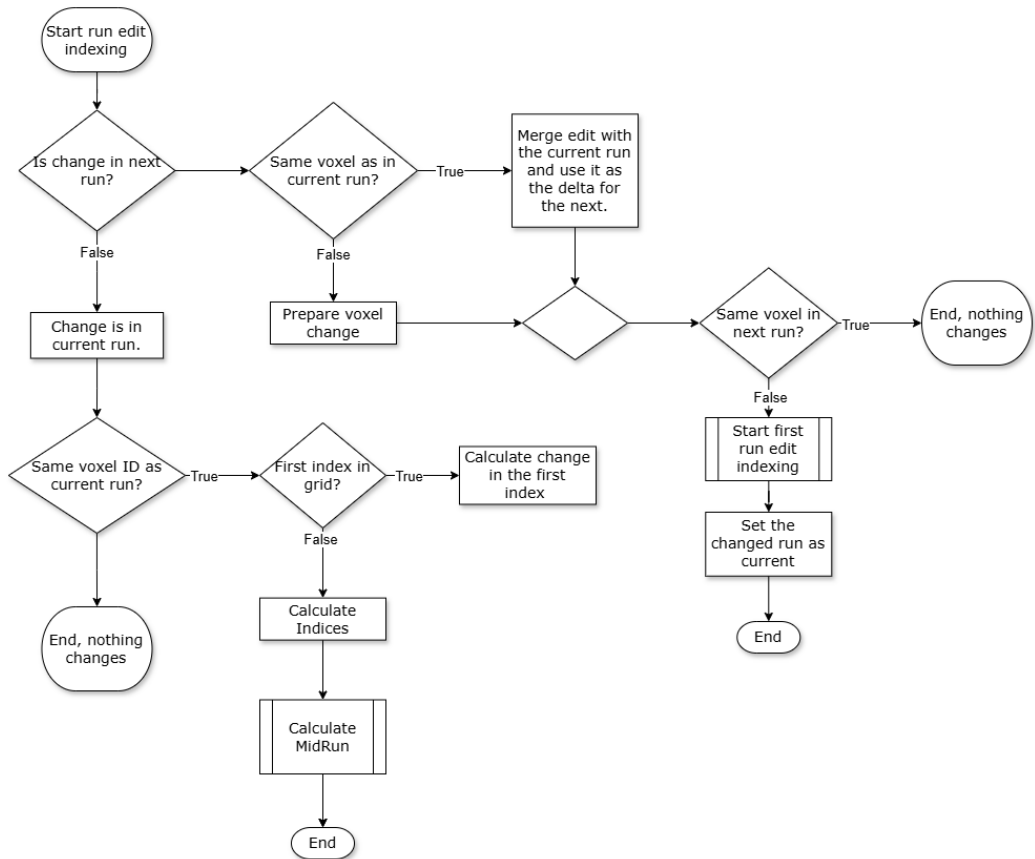 Start run edit
indexing
Is change in next
run?
Same voxel as in
current run?
True
Merge edit with
the current run
and use it as
the delta for
the next.
False
False
Change is in
current run.
Prepare voxel
change
Same voxel in
next run?
True
End, nothing
changes
False
Start first
run edit
indexing
Same voxel ID as
current run?
True
First index in
grid?
True
Calculate change
in the first
index
Set the
changed run as
current
False
End, nothing
changes
Calculate
Indices
End
Calculate
MidRun
End